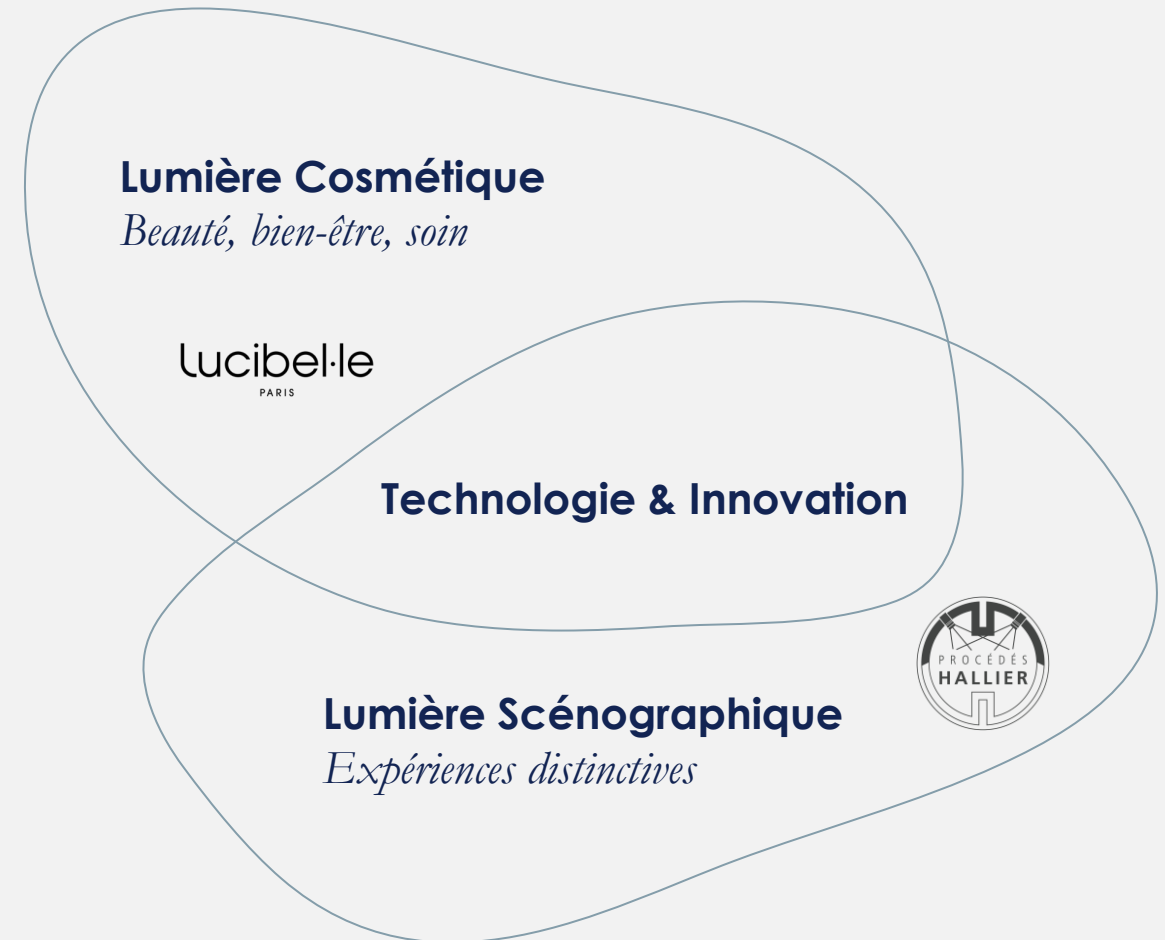 Lumière Cosmétique
Beauté, bien-être, soin
Lucibel·le
PARIS
Technologie & Innovation
PROCÉDÉS
HALLIER
Lumière Scénographique
Expériences distinctives